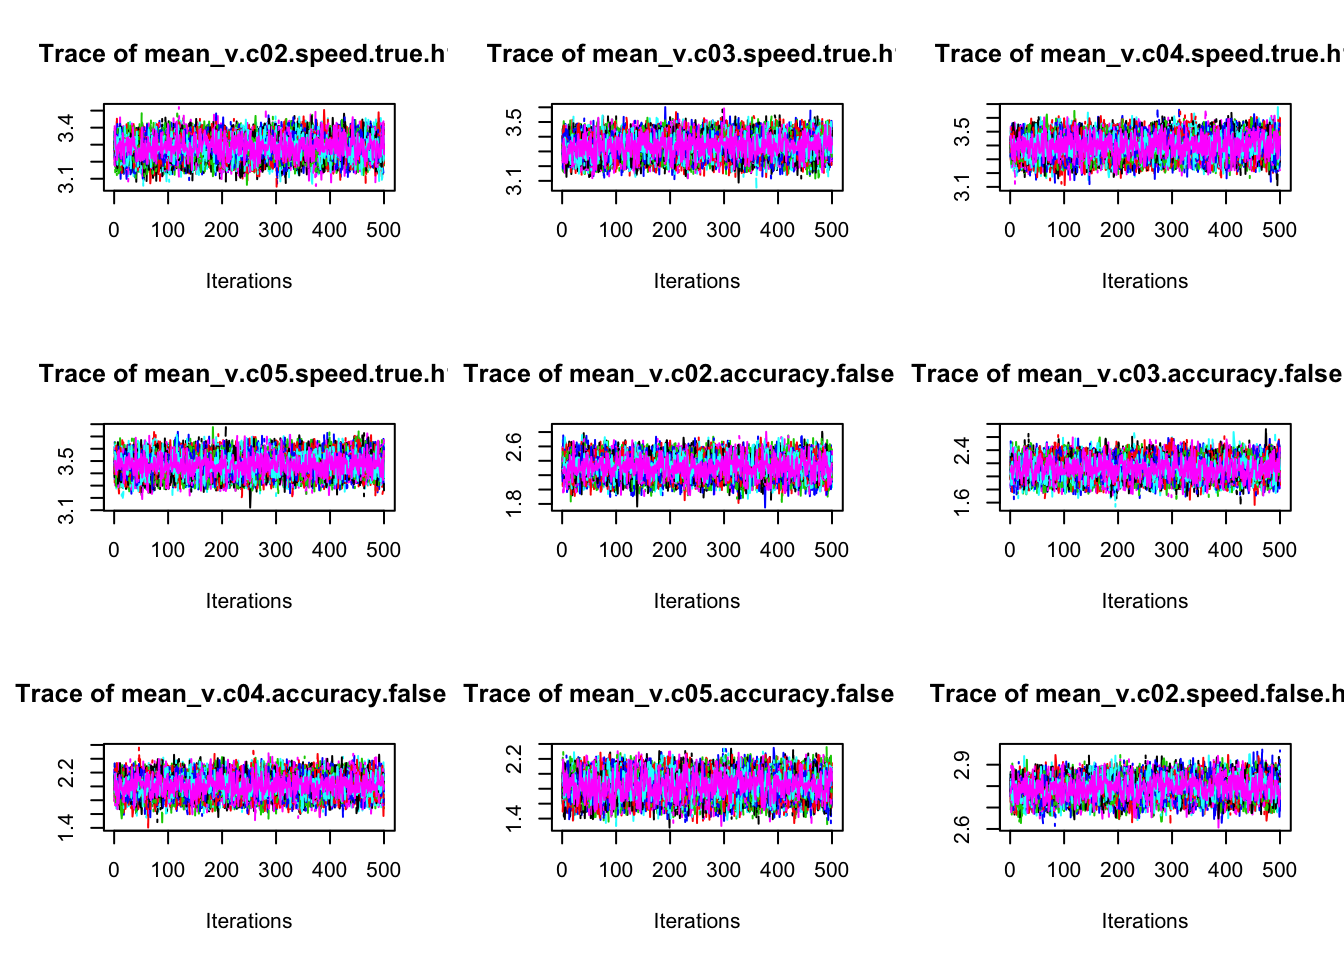 Trace of mean_v.c02.speed.true.h
Trace of mean_v.c03.speed.true.h
Trace of mean_v.c04.speed.true.h
3.4
3.1
0 100 200 300 400 500
Iterations
3.5
3.1
0 100 200 300 400 500
Iterations
3.5
3.1
0 100 200 300 400 500
Iterations
Trace of mean_v.c05.speed.true.h
Trace of mean_v.c02.accuracy.false
Trace of mean_v.c03.accuracy.false
3.5
3.1
0 100 200 300 400 500
Iterations
2.6
1.8
0 100 200 300 400 500
Iterations
2.4
1.6
0 100 200 300 400 500
Iterations
Trace of mean_v.c04.accuracy.false
Trace of mean_v.c05.accuracy.false
Trace of mean_v.c02.speed.false.h
2.2
1.4
0 100 200 300 400 500
Iterations
2.2
1.4
0 100 200 300 400 500
Iterations
2.9
2.6
0 100 200 300 400 500
Iterations